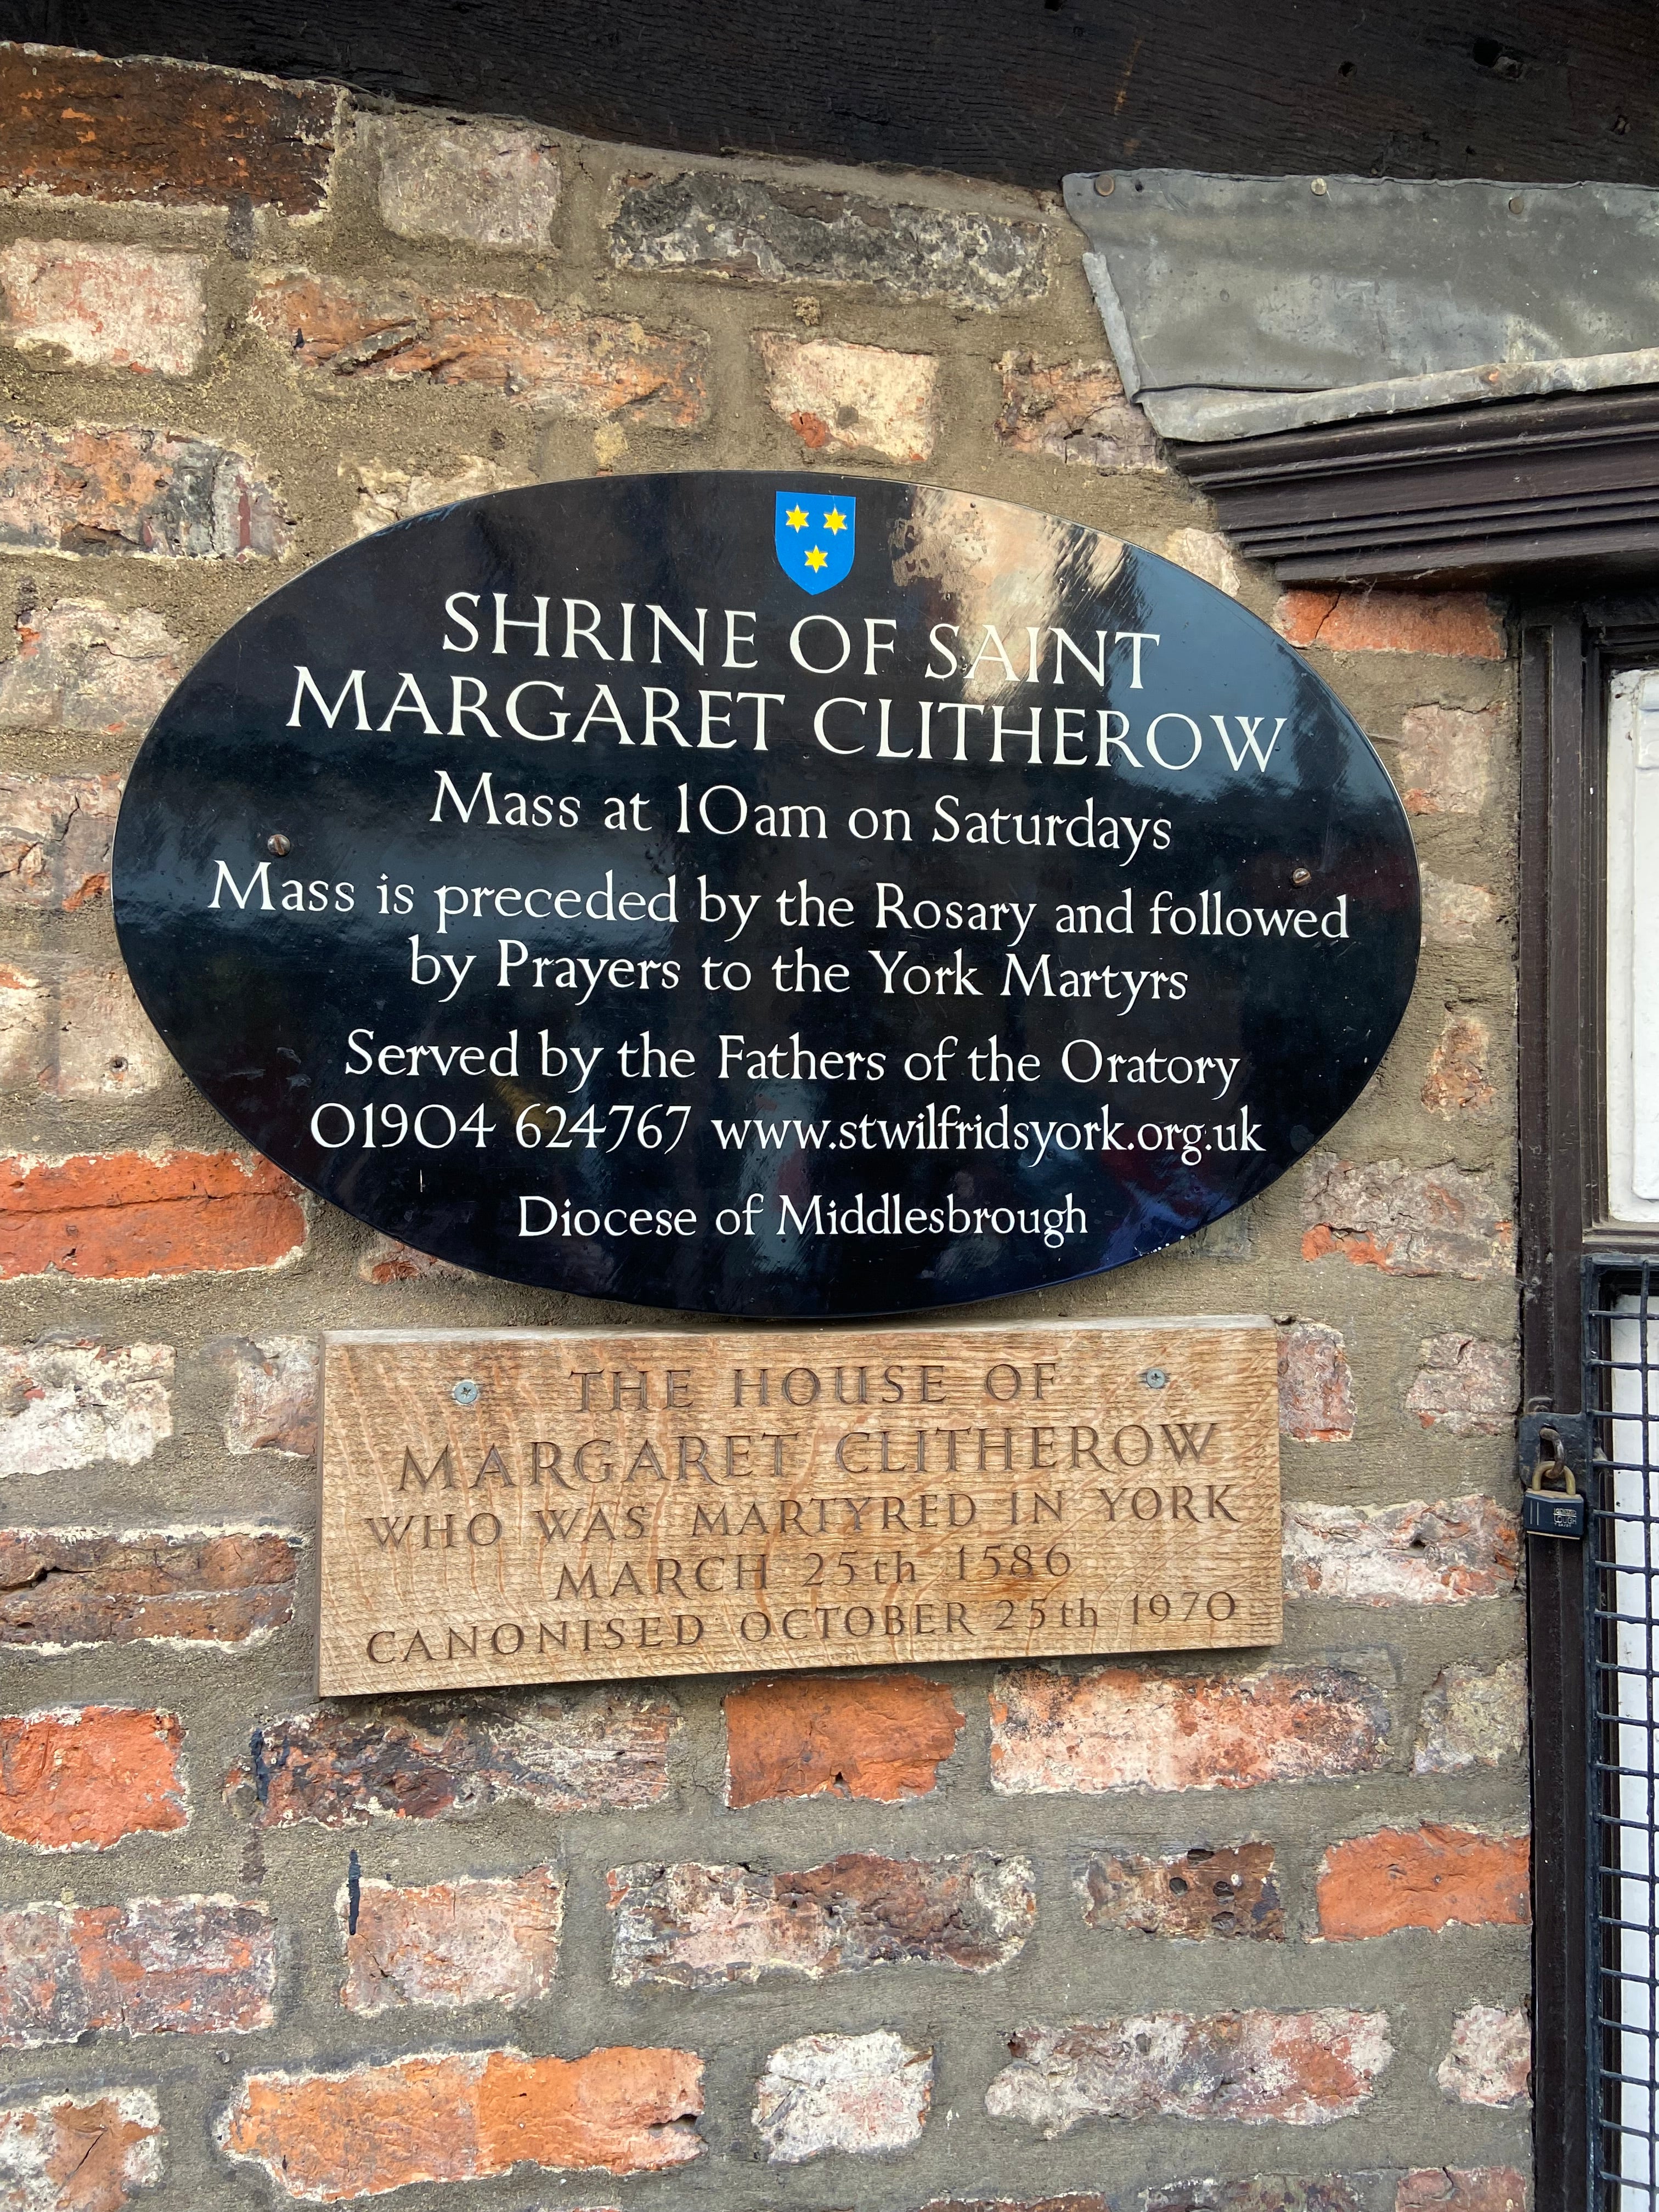 SHRINE OF SAINT
MARGARET CLITHEROW
Mass at 10am on Saturdays
Mass is preceded by the Rosary and followed
by Prayers to the York Martyrs
Served by the Fathers of the Oratory
01904 624767 www.stwilfridsyork.org.uk
Diocese of Middlesbrough
THE HOUSE OF
MARGARET CLITHEROW
WHO WAS MARTYRED IN YORK
MARCH 25th 1586
CANONISED OCTOBER 25th 1970